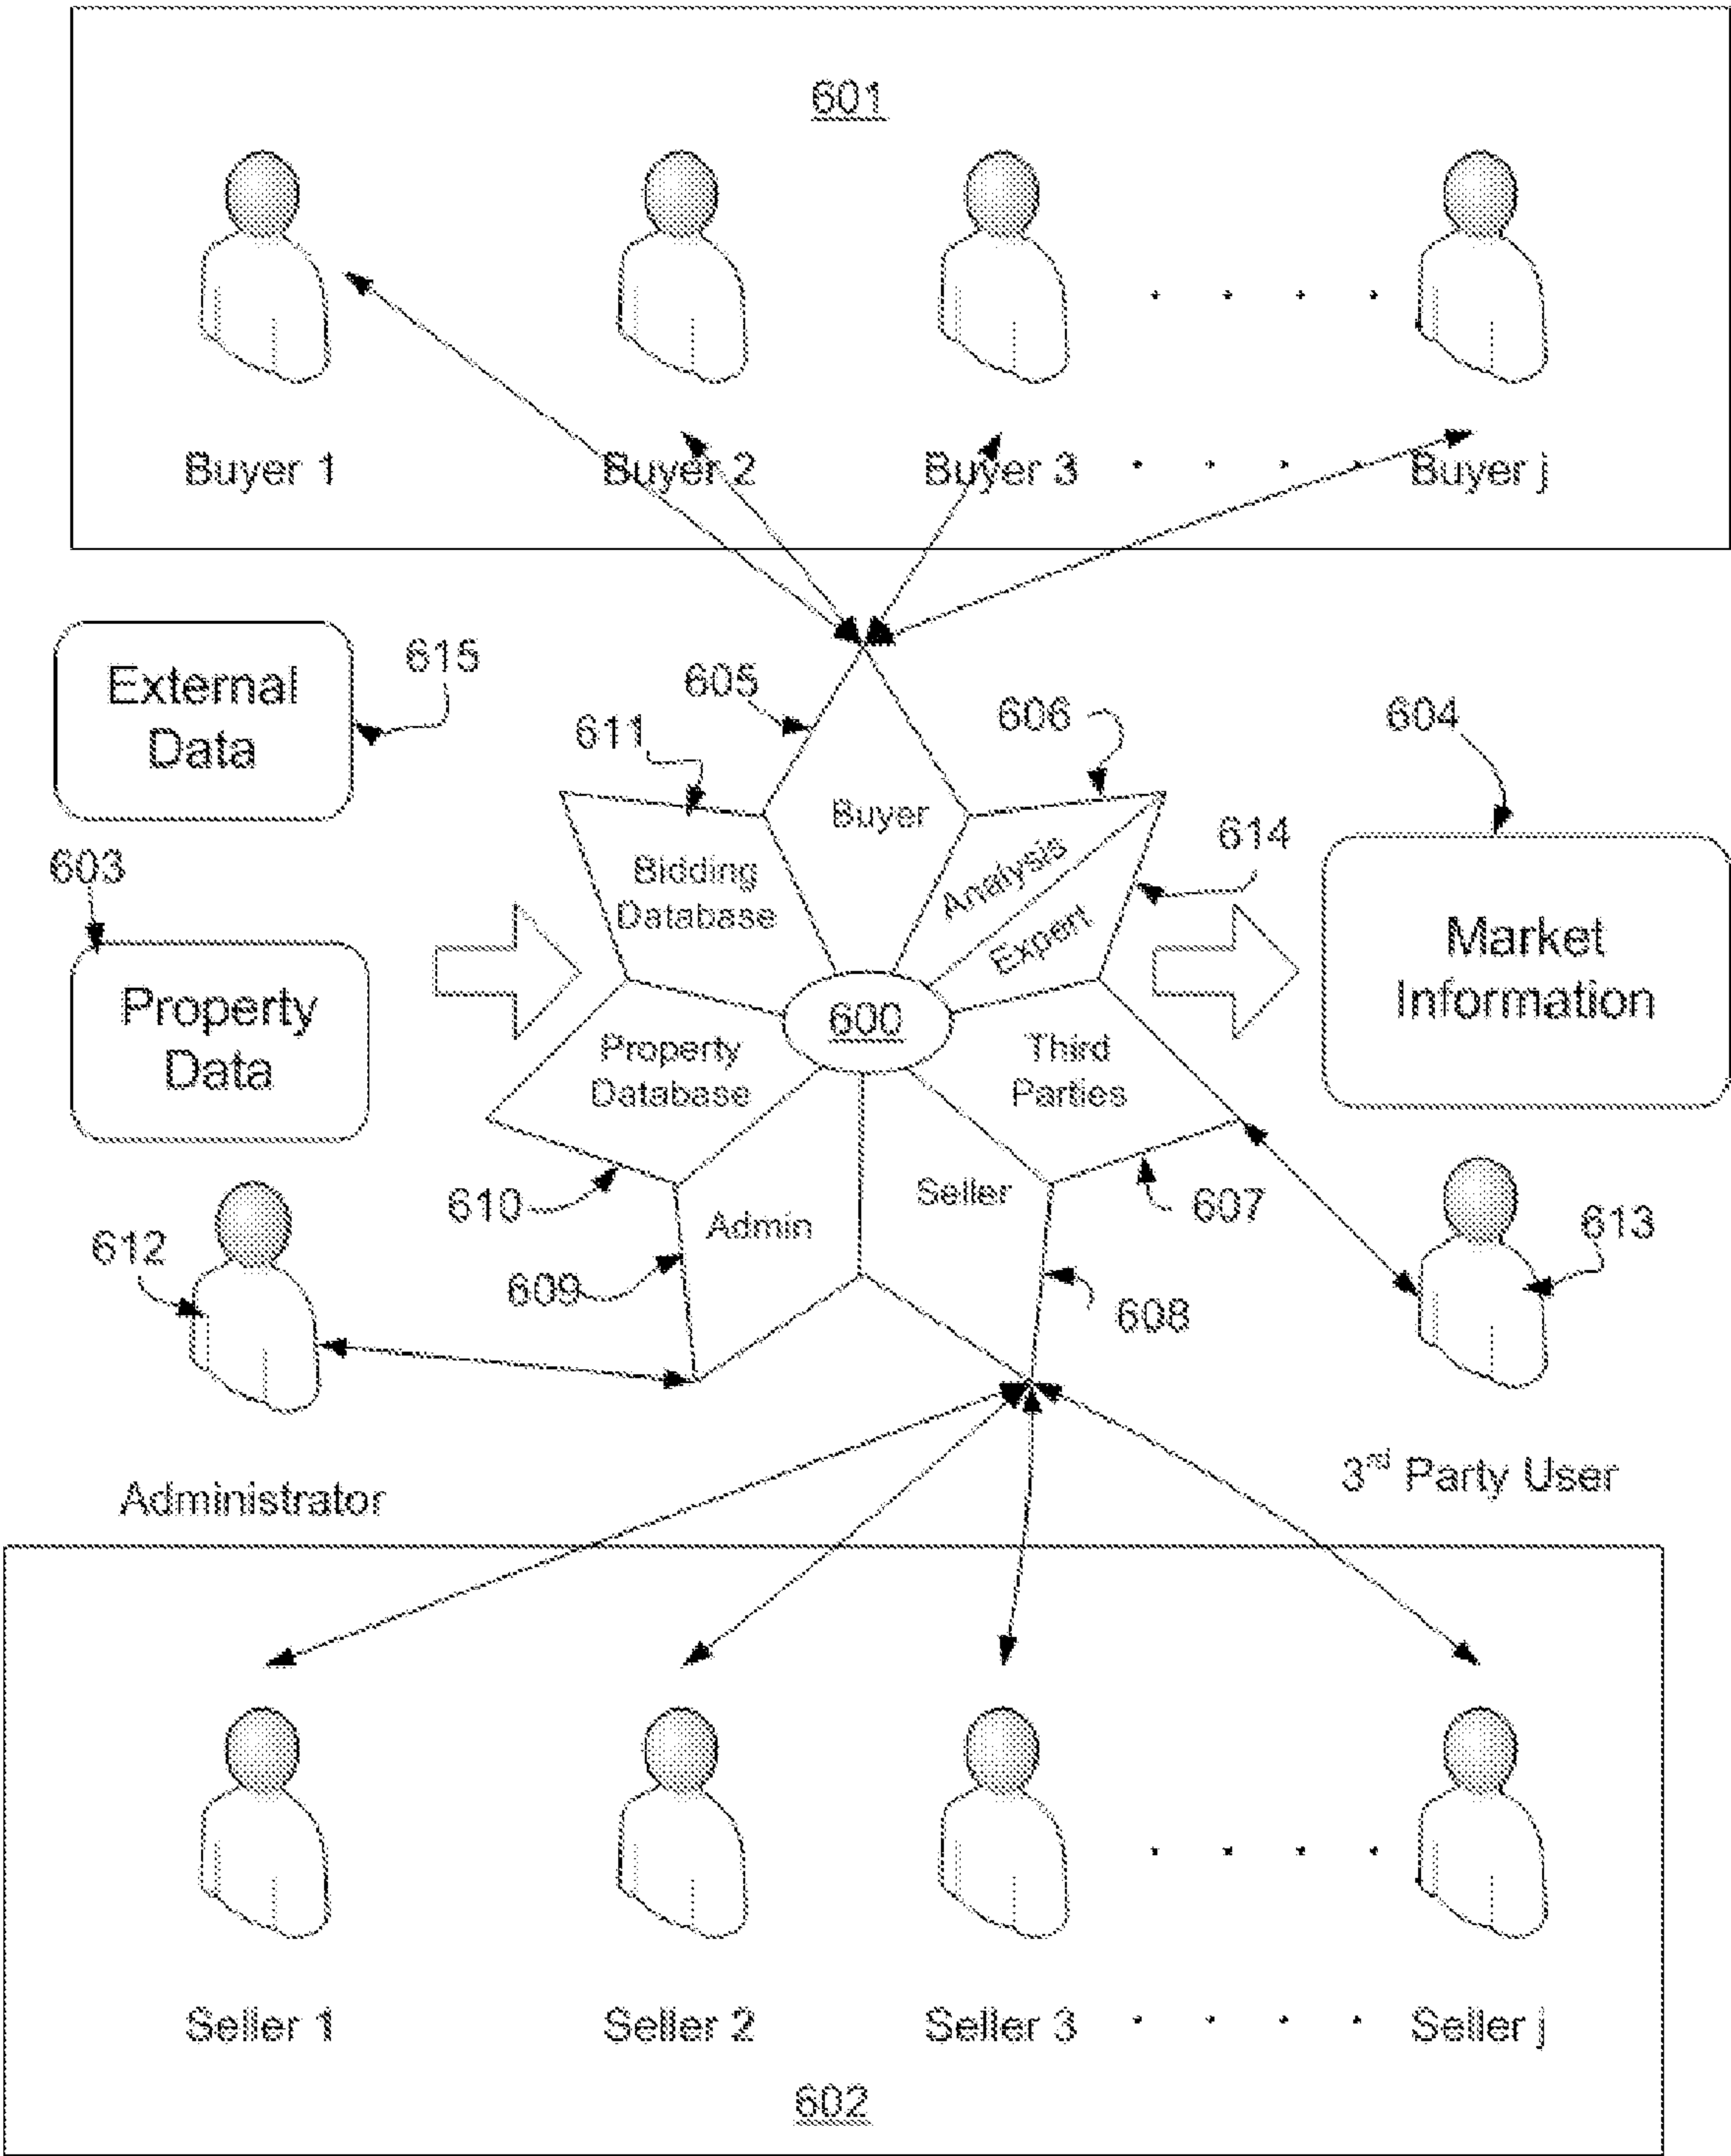 601
Buyer 1
Buyer 2
Buyer 3
. . . .
Buyer j
External
Data
615
605
611
606
604
603
Buyer
Bidding
Database
Analysis
Expert
614
Market
Information
Property
Data
600
Property
Database
Third
Parties
610
Admin
Seller
607
612
609
608
613
Administrator
3rd Party User
Seller 1
Seller 2
Seller 3
. . . .
Seller j
602